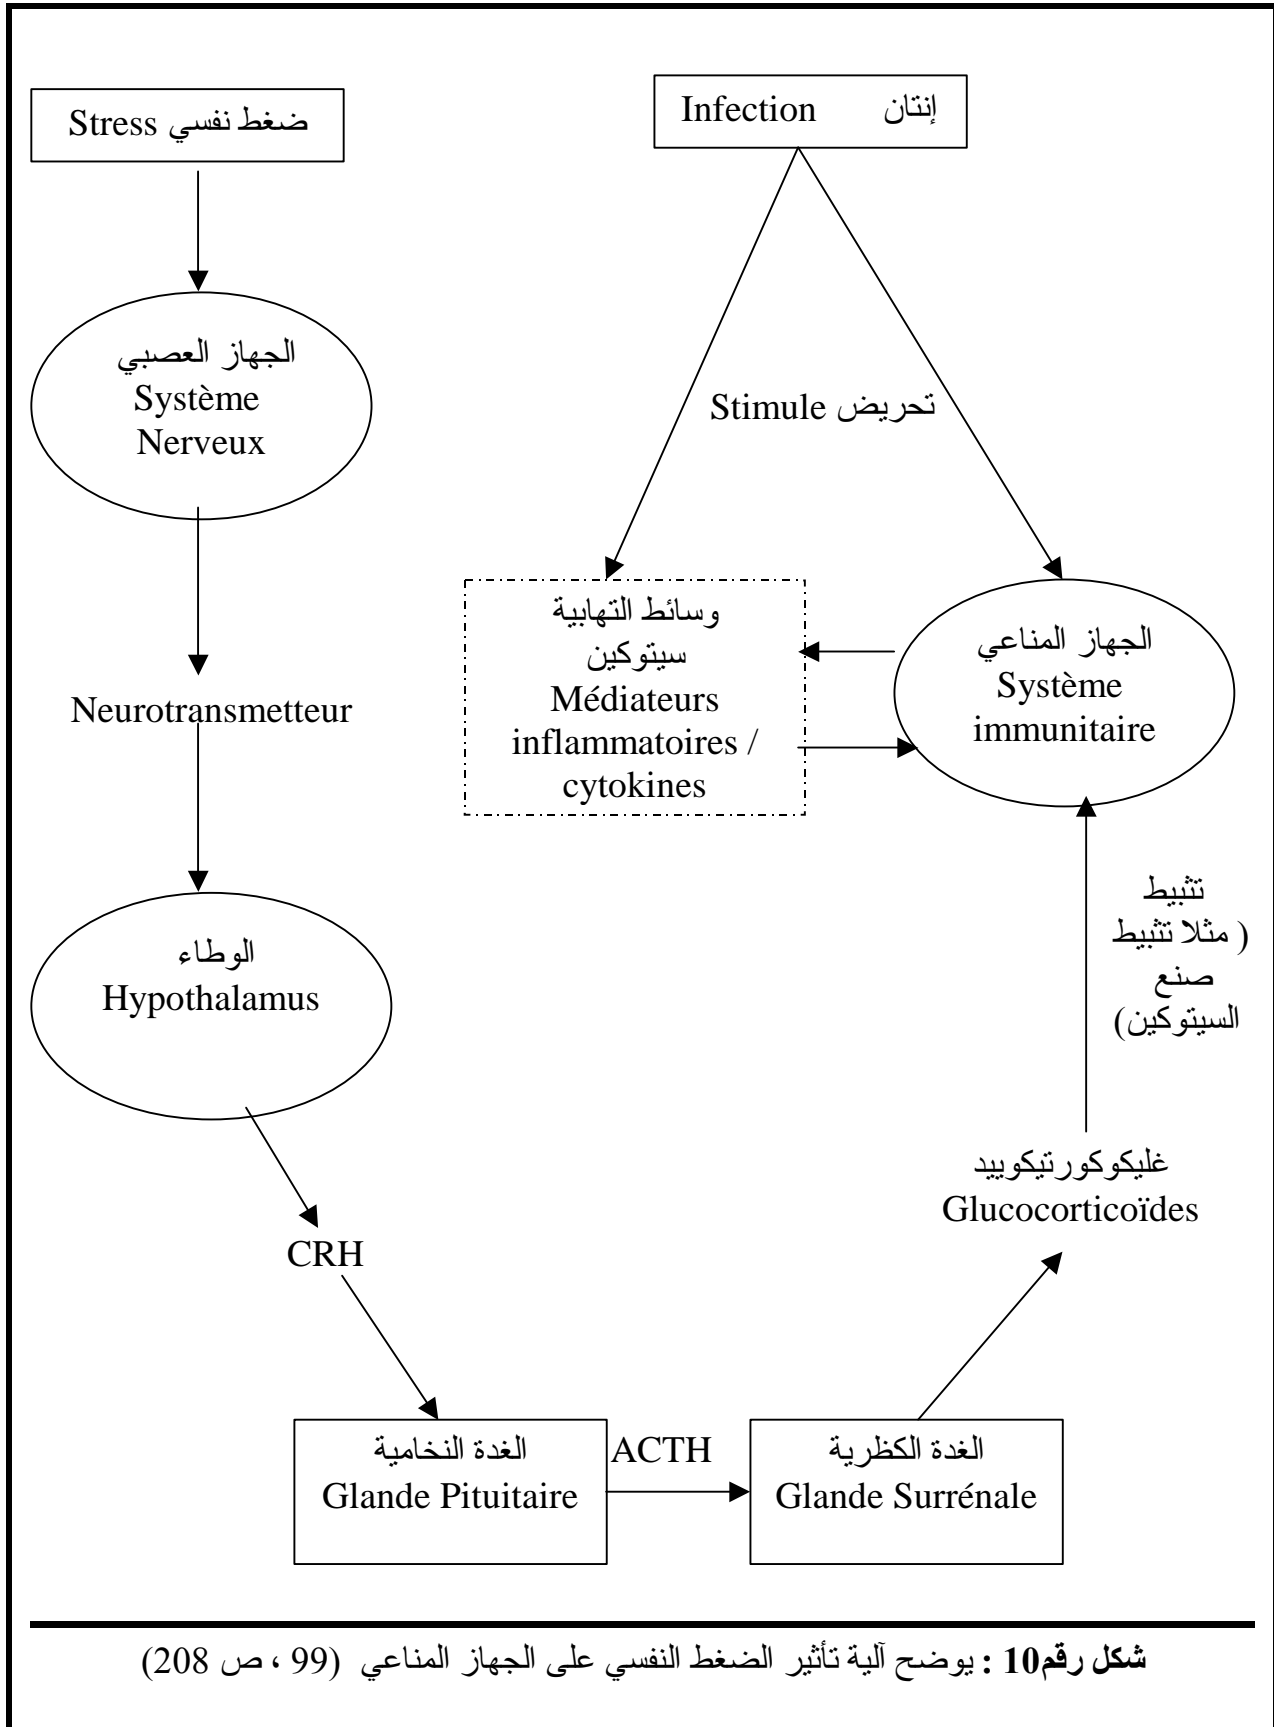 ضغط نفسي Stress
إنتان Infection
الجهاز العصبي
Système
Nerveux
تحريض Stimule
وسائط التهابية
سيتوكين
Médiateurs
inflammatoires /
cytokines
الجهاز المناعي
Système
immunitaire
Neurotransmetteur
الوطاء
Hypothalamus
تثبيط
( مثلا تثبيط
صنع
السيتوكين)
غليكوكورتيكوييد
Glucocorticoïdes
CRH
الغدة النخامية
Glande Pituitaire
ACTH
الغدة الكظرية
Glande Surrénale
شكل رقم10 : يوضح آلية تأثير الضغط النفسي على الجهاز المناعي (99 ، ص 208)